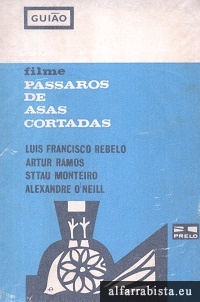 GUIÃO
filme
PÁSSAROS
DE
ASAS
CORTADAS
LUIS FRANCISCO REBELO
ARTUR RAMOS
STTAU MONTEIRO
ALEXANDRE O'NEILL
PRELO
alfarrabista.eu